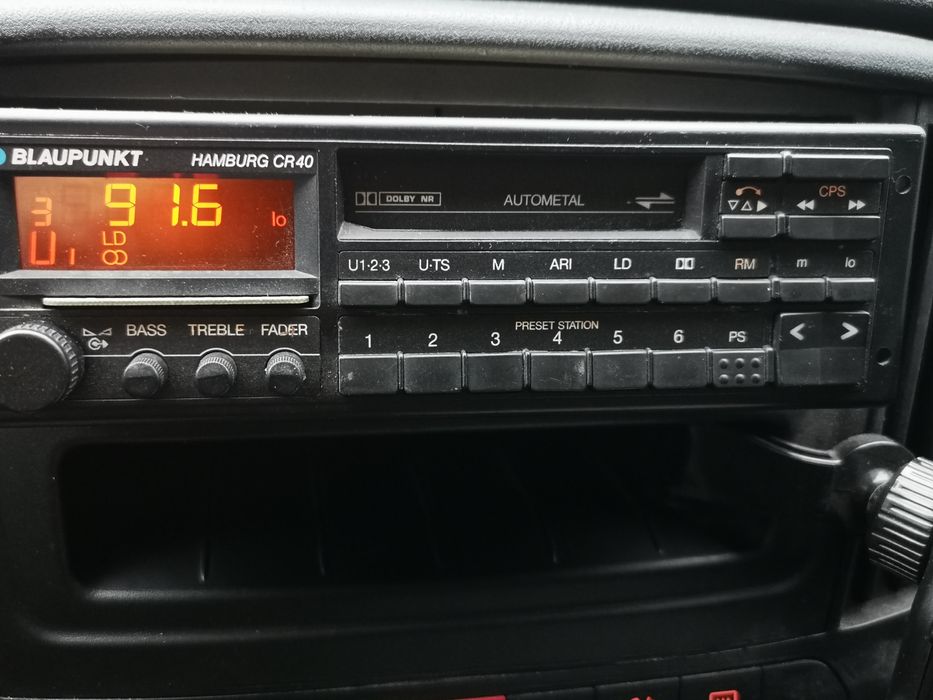 BLAUPUNKT HAMBURG CR40
3 91.6 lo
U1 LD
DOLBY NR AUTOMETAL
CPS
U1·2·3 U·TS M ARI LD RM m lo
BASS TREBLE FADER
PRESET STATION
1 2 3 4 5 6 PS